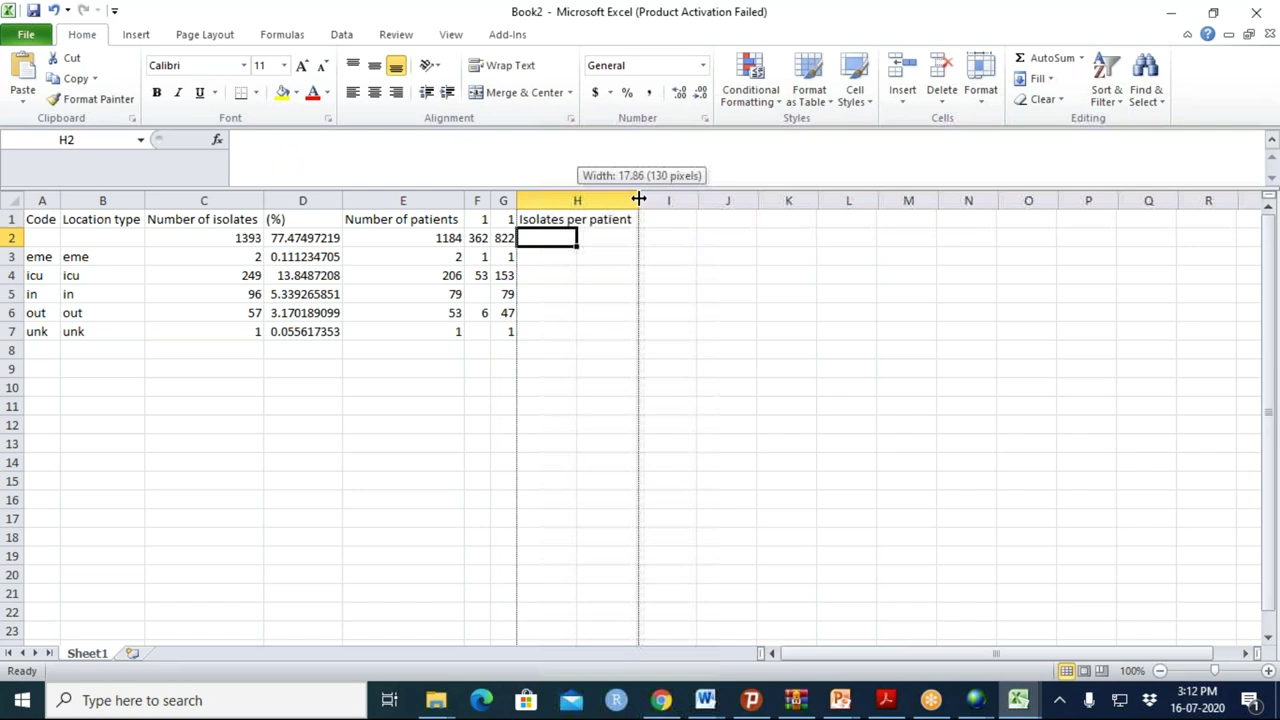 Book2 - Microsoft Excel (Product Activation Failed)
File Home Insert Page Layout Formulas Data Review View Add-Ins
Cut
Copy
Format Painter
Paste
Clipboard
Calibri 11
B I U
Font
Wrap Text
Merge & Center
Alignment
General
$ % ,
Number
Conditional Formatting
Format as Table
Cell Styles
Styles
Insert Delete Format
Cells
AutoSum
Fill
Clear
Sort & Filter
Find & Select
Editing
H2 fx
Width: 17.86 (130 pixels)
A B C D E F G H I J K L M N O P Q R
1 Code Location type Number of isolates (%) Number of patients 1 1 Isolates per patient
2 1393 77.47497219 1184 362 822
3 eme eme 2 0.111234705 2 1 1
4 icu icu 249 13.8487208 206 53 153
5 in in 96 5.339265851 79 79
6 out out 57 3.170189099 53 6 47
7 unk unk 1 0.055617353 1 1
8
9
10
11
12
13
14
15
16
17
18
19
20
21
22
23
Sheet1
Ready 100%
Type here to search
3:12 PM
16-07-2020